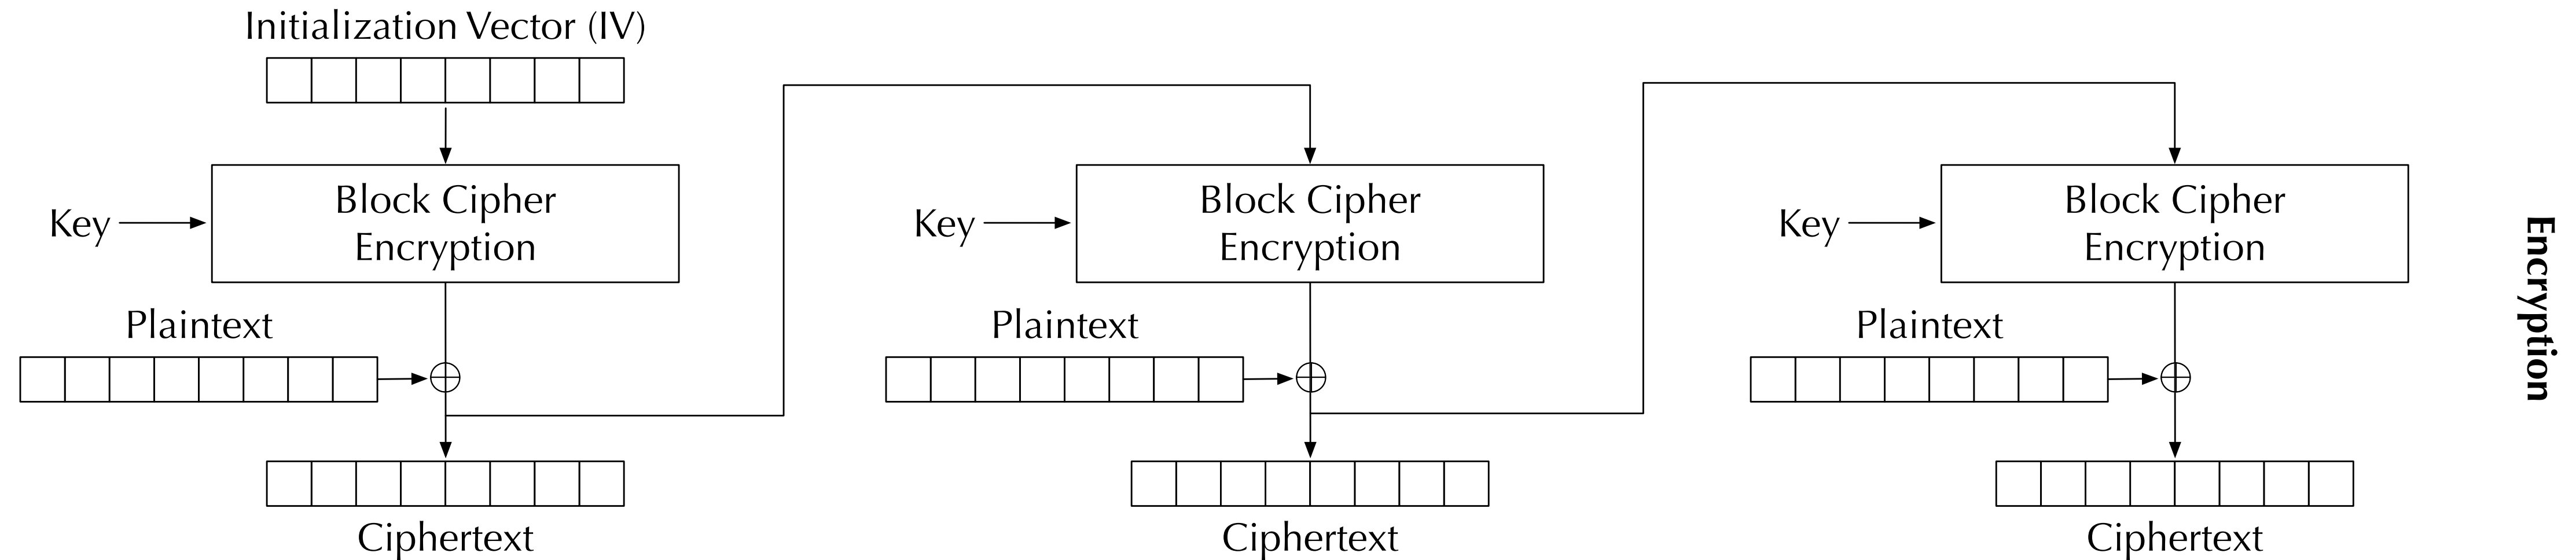 Initialization Vector (IV)
Key
Block Cipher
Encryption
Plaintext
Ciphertext
Key
Block Cipher
Encryption
Plaintext
Ciphertext
Key
Block Cipher
Encryption
Plaintext
Ciphertext
Encryption